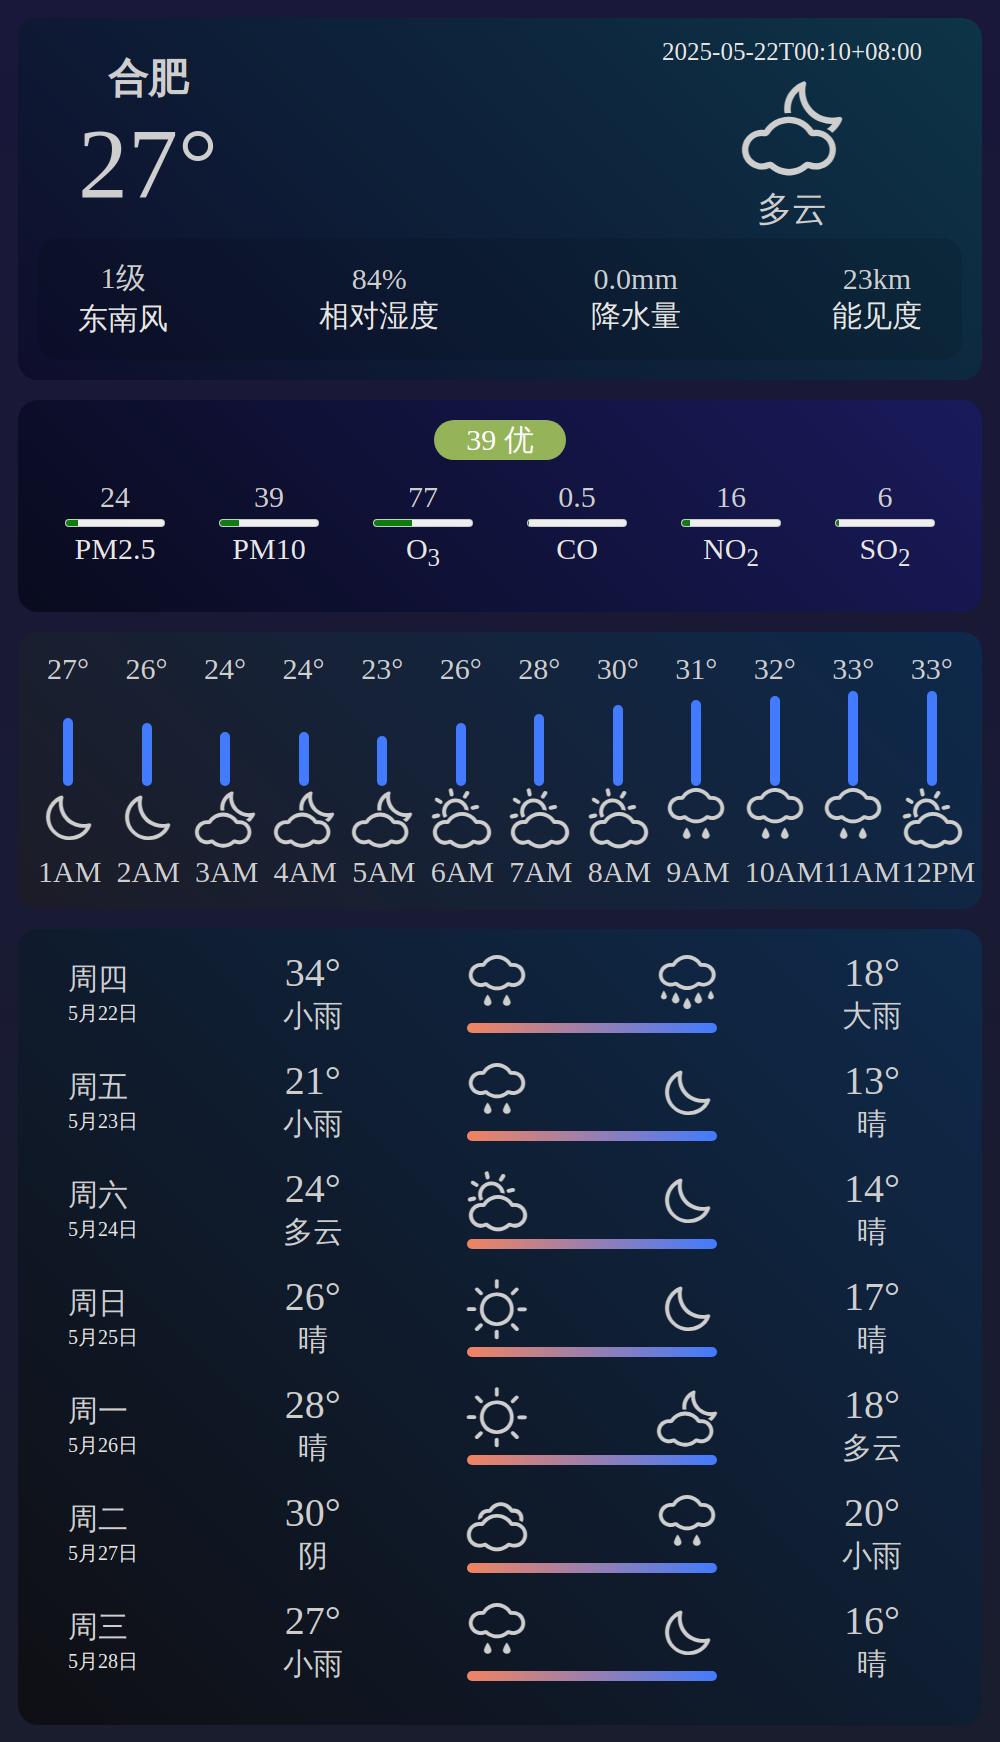 合肥
27°
2025-05-22T00:10+08:00
多云
1级 84% 0.0mm 23km
东南风 相对湿度 降水量 能见度
39 优
24 39 77 0.5 16 6
PM2.5 PM10 O3 CO NO2 SO2
27° 26° 24° 24° 23° 26° 28° 30° 31° 32° 33° 33°
1AM 2AM 3AM 4AM 5AM 6AM 7AM 8AM 9AM 10AM 11AM 12PM
周四 34° 18°
5月22日 小雨 大雨
周五 21° 13°
5月23日 小雨 晴
周六 24° 14°
5月24日 多云 晴
周日 26° 17°
5月25日 晴 晴
周一 28° 18°
5月26日 晴 多云
周二 30° 20°
5月27日 阴 小雨
周三 27° 16°
5月28日 小雨 晴